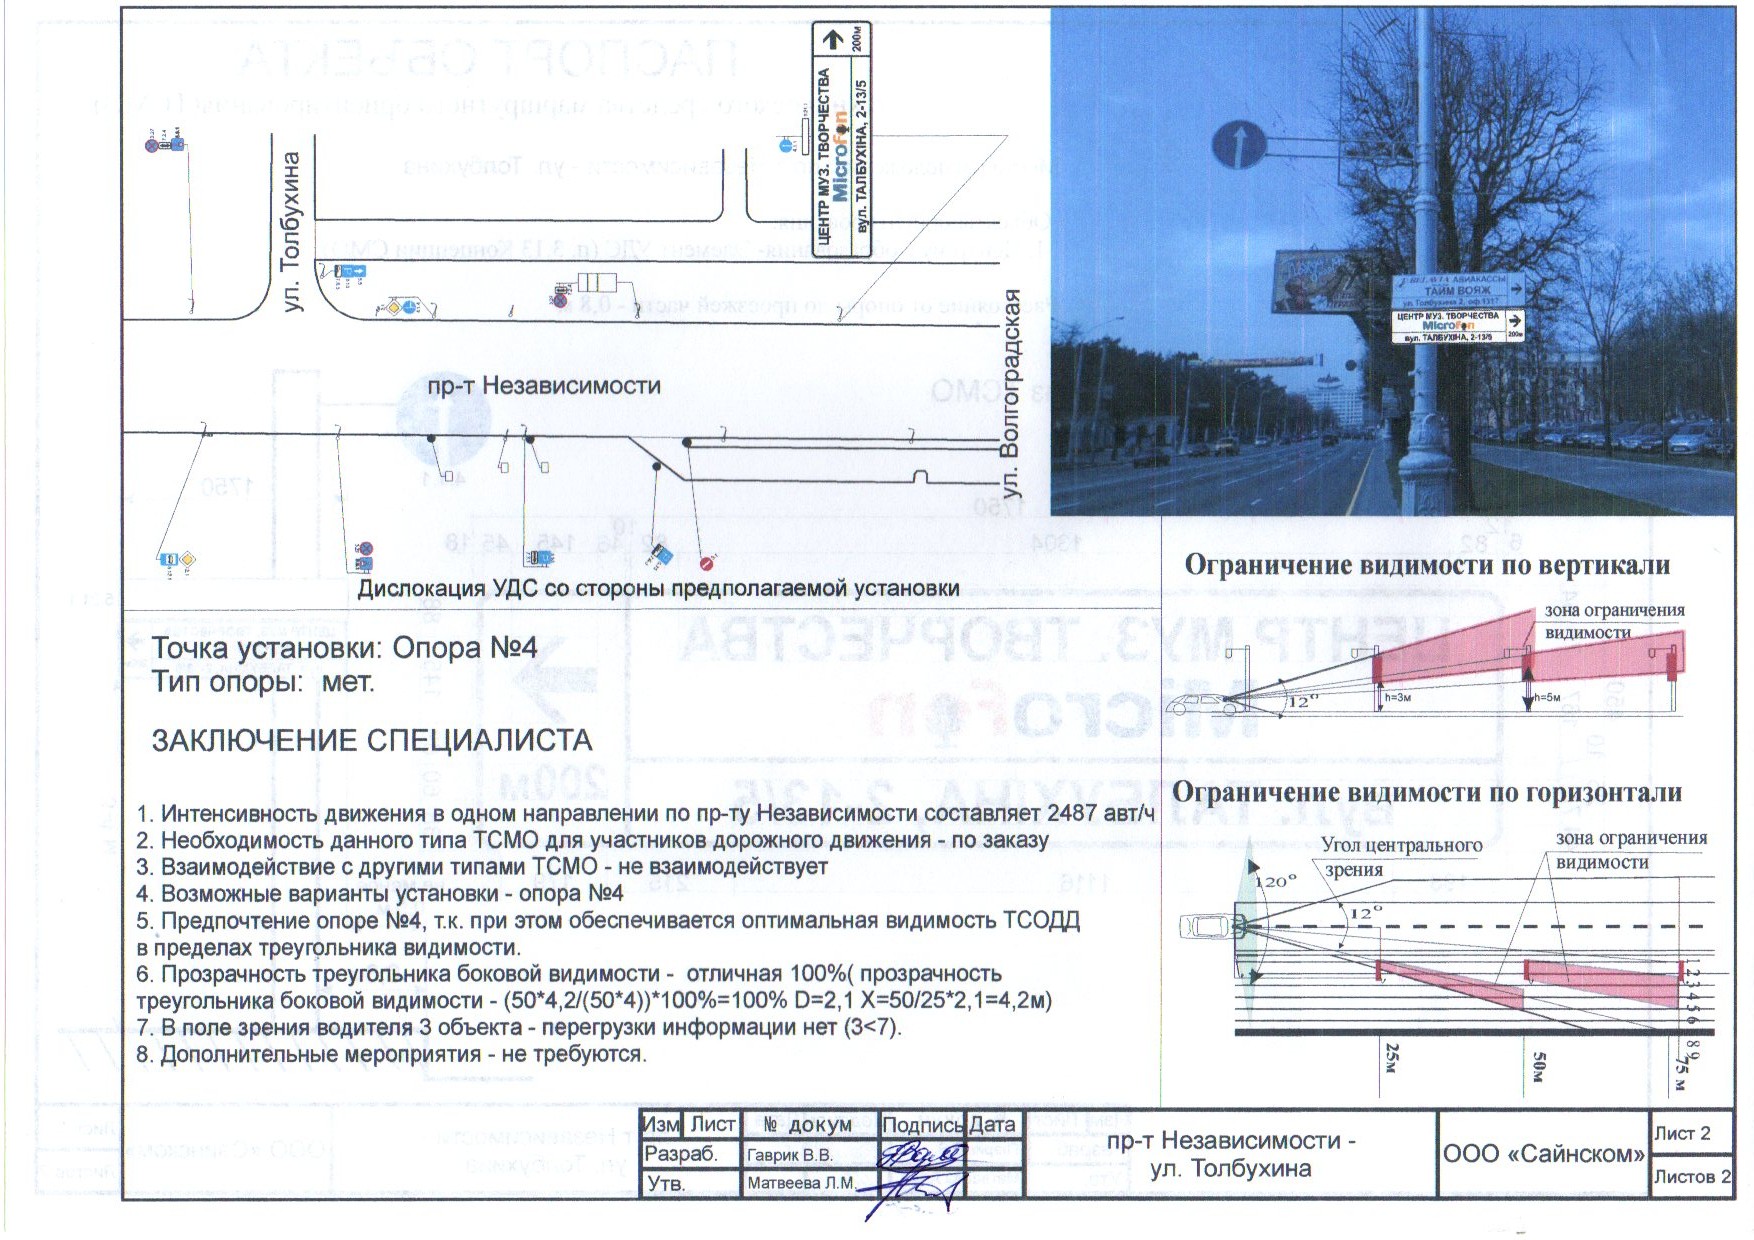 ЦЕНТР МУЗ. ТВОРЧЕСТВА
Microfon
вул. ТАЛБУХІНА, 2-13/5
200м
ул. Толбухина
пр-т Независимости
ул. Волгоградская
Дислокация УДС со стороны предполагаемой установки
АВИАКАССЫ
ТАЙМ ВОЯЖ
ул. Толбухина 2, оф.
ЦЕНТР МУЗ. ТВОРЧЕСТВА
Microfon
вул. ТАЛБУХІНА, 2-13/5
200м
Точка установки: Опора №4
Тип опоры: мет.
ЗАКЛЮЧЕНИЕ СПЕЦИАЛИСТА
1. Интенсивность движения в одном направлении по пр-ту Независимости составляет 2487 авт/ч
2. Необходимость данного типа ТСМО для участников дорожного движения - по заказу
3. Взаимодействие с другими типами ТСМО - не взаимодействует
4. Возможные варианты установки - опора №4
5. Предпочтение опоре №4, т.к. при этом обеспечивается оптимальная видимость ТСОДД
в пределах треугольника видимости.
6. Прозрачность треугольника боковой видимости - отличная 100%( прозрачность
треугольника боковой видимости - (50*4,2/(50*4))*100%=100% D=2,1 X=50/25*2,1=4,2м)
7. В поле зрения водителя 3 объекта - перегрузки информации нет (3<7).
8. Дополнительные мероприятия - не требуются.
Ограничение видимости по вертикали
зона ограничения
видимости
12°
h=3м
h=5м
Ограничение видимости по горизонтали
Угол центрального
зрения
зона ограничения
видимости
120°
12°
1
2
3
4
5
6
8
9
25м
50м
75 м
Изм Лист № докум Подпись Дата
Разраб. Гаврик В.В.
Утв. Матвеева Л.М.
пр-т Независимости -
ул. Толбухина
ООО «Сайнском»
Лист 2
Листов 2